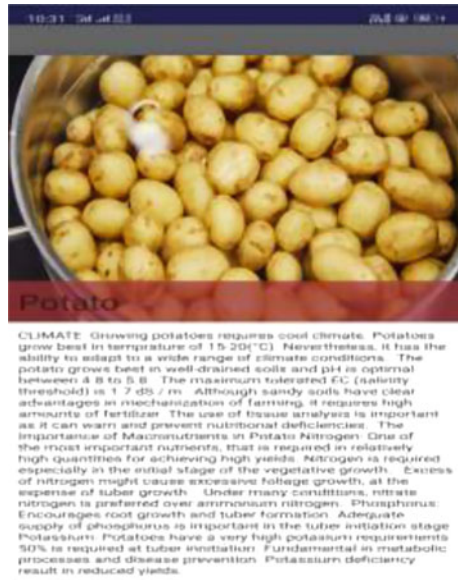 10:31
Potato
CLIMATE Growing potatoes requires cool climate. Potatoes
grow best in temprature of 15-20(°C) Nevertheless, it has the
ability to adapt to a wide range of climate conditions. The
potato grows best in well-drained soils and pH is optimal
between 4.8 to 5.8. The maximum tolerated EC (salinity
threshold) is 1.7 dS / m. Although sandy soils have clear
advantages in mechanization of farming, it requires high
amounts of fertilizer. The use of tissue analysis is important
as it can warn and prevent nutritional deficiencies. The
Importance of Macronutrients in Potato Nitrogen: One of
the most important nutrients, that is required in relatively
high quantities for achieving high yields. Nitrogen is required
especially in the initial stage of the vegetative growth. Excess
of nitrogen might cause excessive foliage growth, at the
expense of tuber growth. Under many conditions, nitrate
nitrogen is preferred over ammonium nitrogen. Phosphorus:
Encourages root growth and tuber formation. Adequate
supply of phosphorus is important in the tuber initiation stage
Potassium: Potatoes have a very high potassium requirements
50% is required at tuber initiation Fundamental in metabolic
processes and disease prevention Potassium deficiency
result in reduced yields.